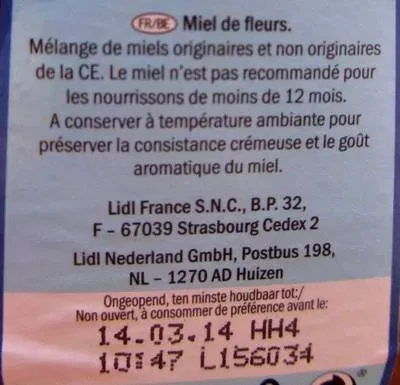 FR/BE Miel de fleurs.
Mélange de miels originaires et non originaires
de la CE. Le miel n'est pas recommandé pour
les nourrissons de moins de 12 mois.
A conserver à température ambiante pour
préserver la consistance crémeuse et le goût
aromatique du miel.
Lidl France S.N.C., B.P. 32,
F – 67039 Strasbourg Cedex 2
Lidl Nederland GmbH, Postbus 198,
NL – 1270 AD Huizen
Ongeopend, ten minste houdbaar tot:/
Non ouvert, à consommer de préférence avant le:
14.03.14 HH4
10:47 L156034